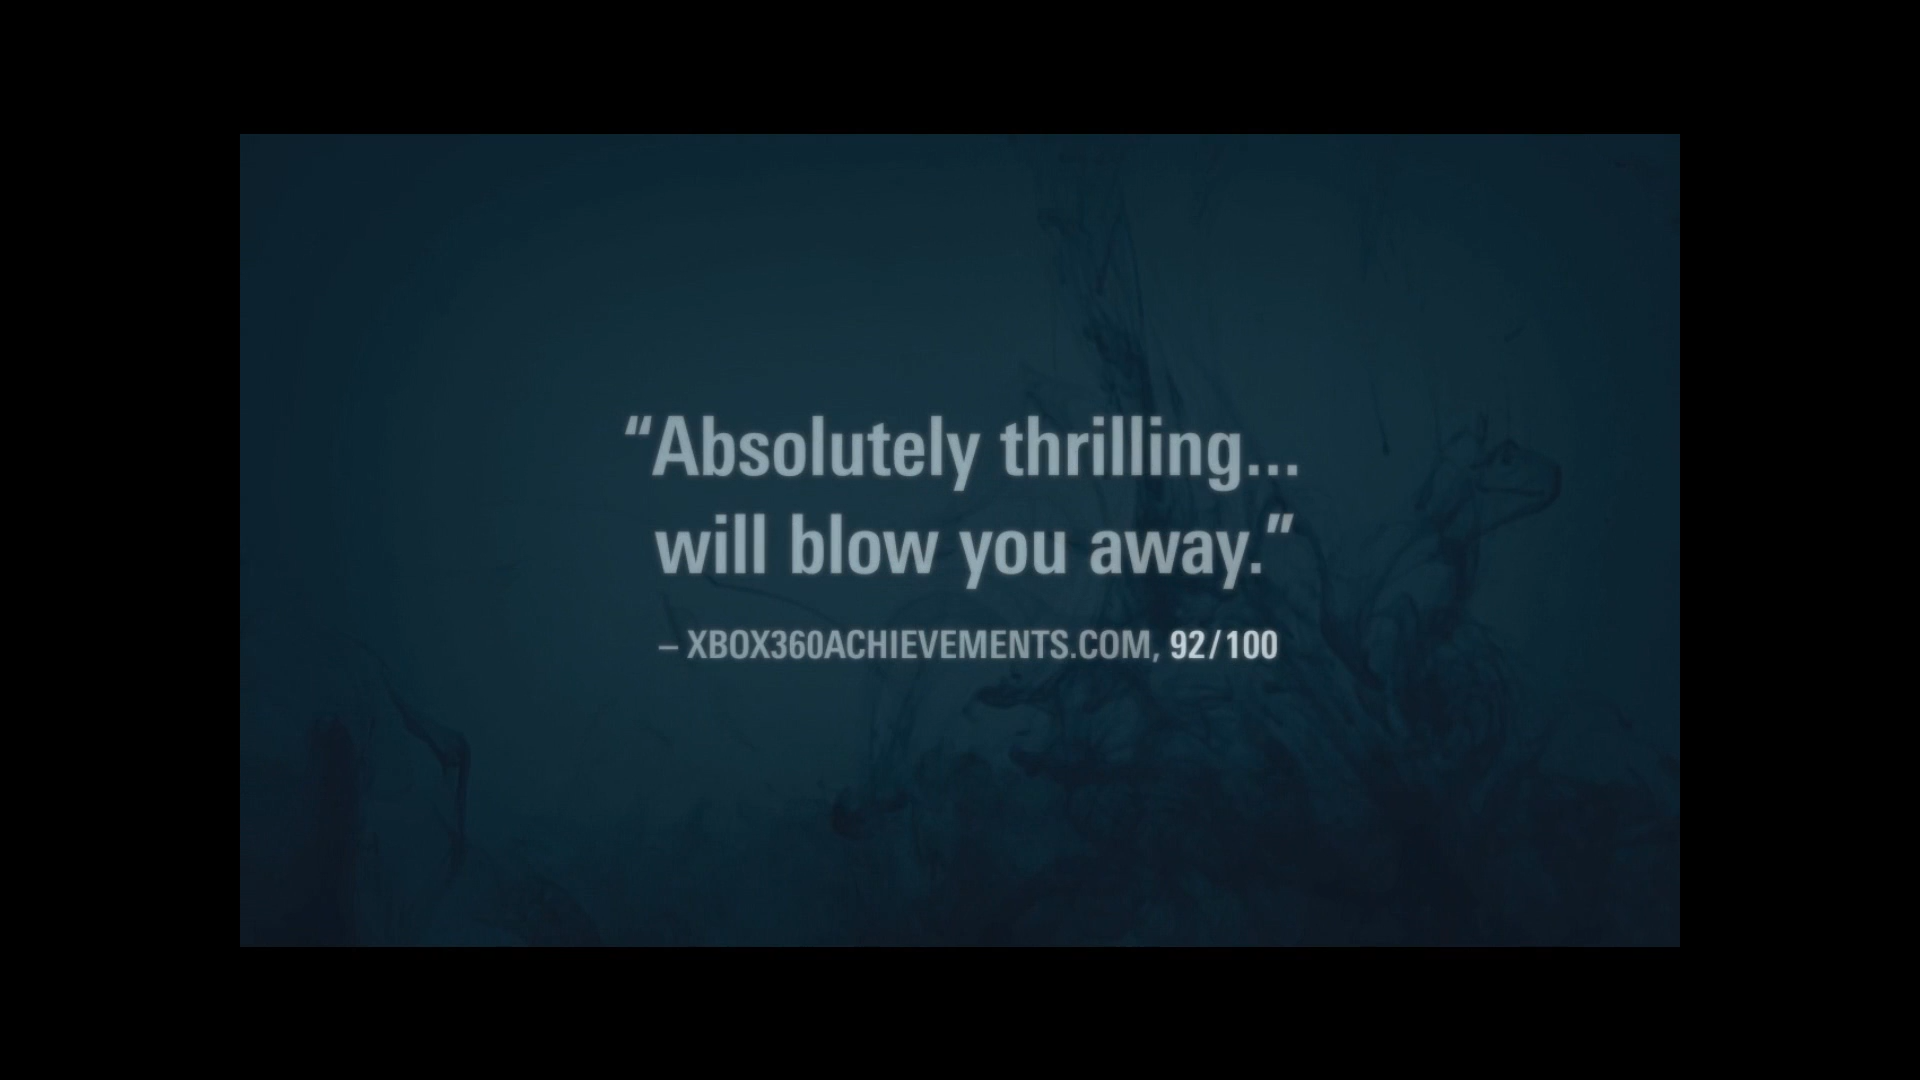 “Absolutely thrilling...
will blow you away.”
– XBOX360ACHIEVEMENTS.COM, 92/100